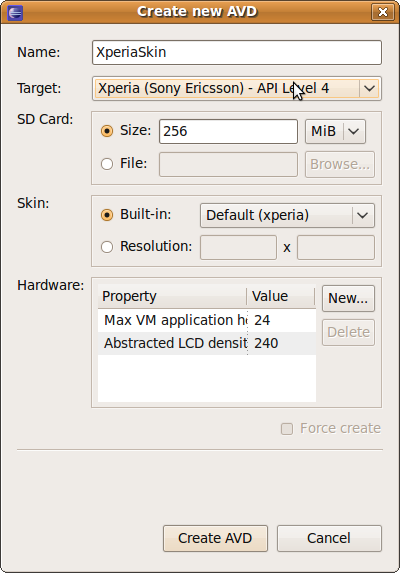 Create new AVD
Name: XperiaSkin
Target: Xperia (Sony Ericsson) - API Level 4
SD Card:
Size: 256 MiB
File: Browse...
Skin:
Built-in: Default (xperia)
Resolution: x
Hardware:
Property Value New...
Max VM application h 24
Delete
Abstracted LCD densit 240
Force create
Create AVD Cancel